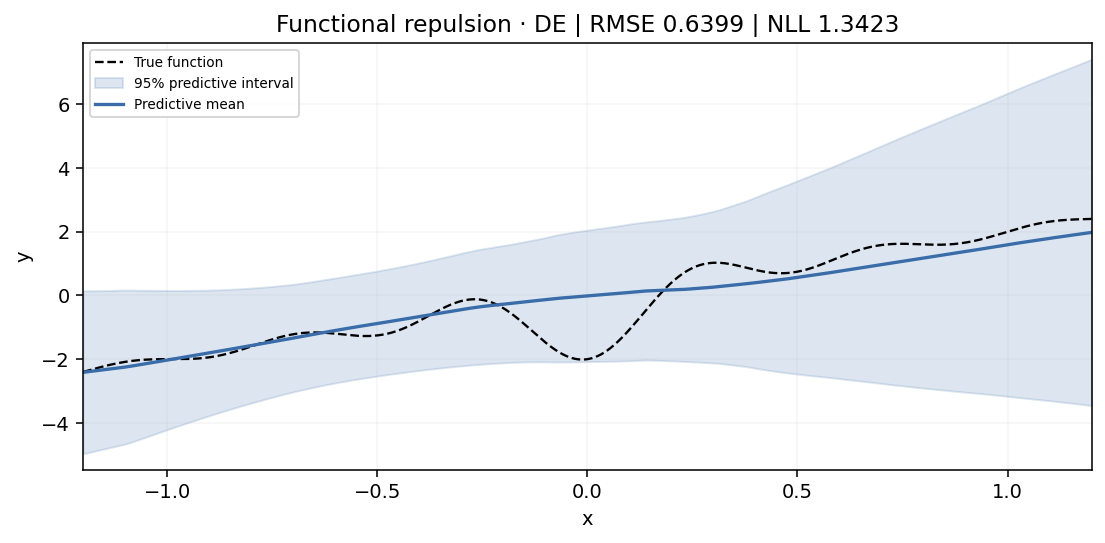 Functional repulsion · DE | RMSE 0.6399 | NLL 1.3423
True function
95% predictive interval
Predictive mean
6
4
2
0
−2
−4
y
−1.0 −0.5 0.0 0.5 1.0
x